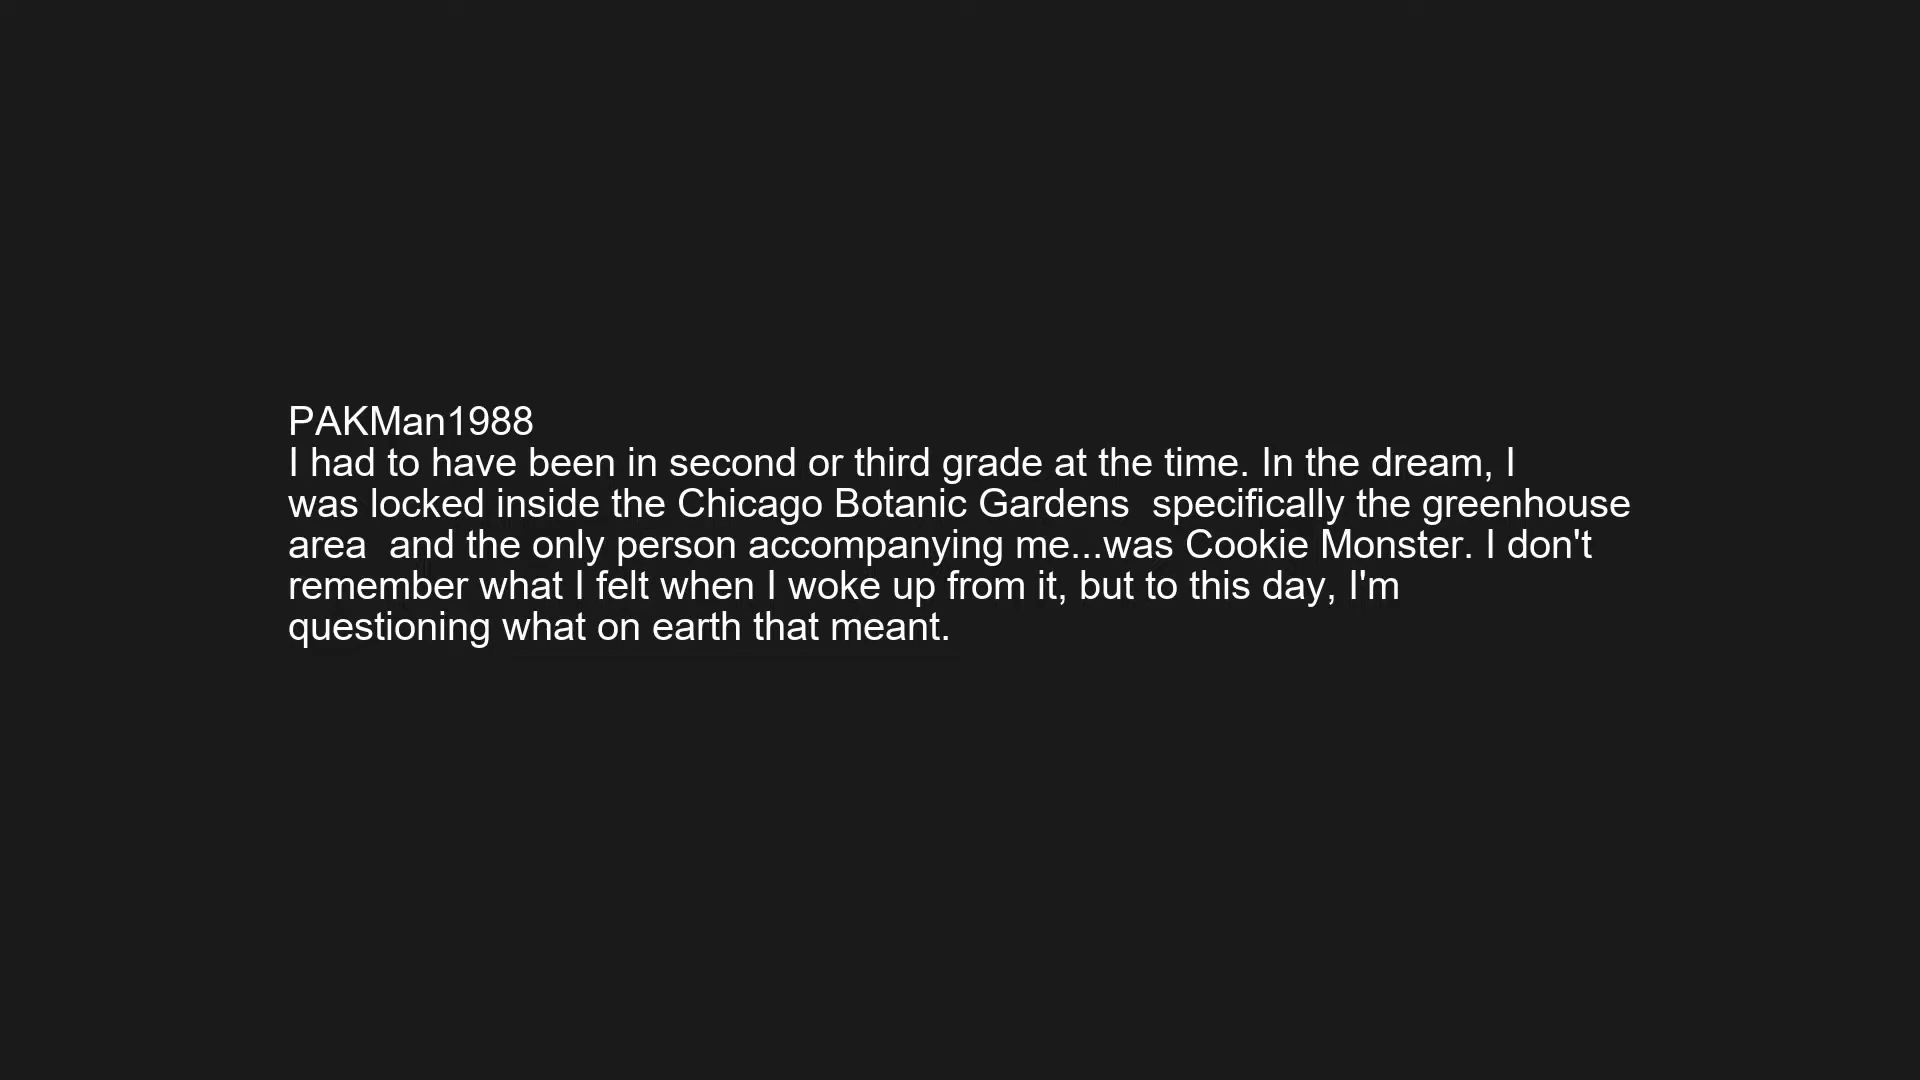 PAKMan1988
I had to have been in second or third grade at the time. In the dream, I
was locked inside the Chicago Botanic Gardens  specifically the greenhouse
area  and the only person accompanying me...was Cookie Monster. I don't
remember what I felt when I woke up from it, but to this day, I'm
questioning what on earth that meant.